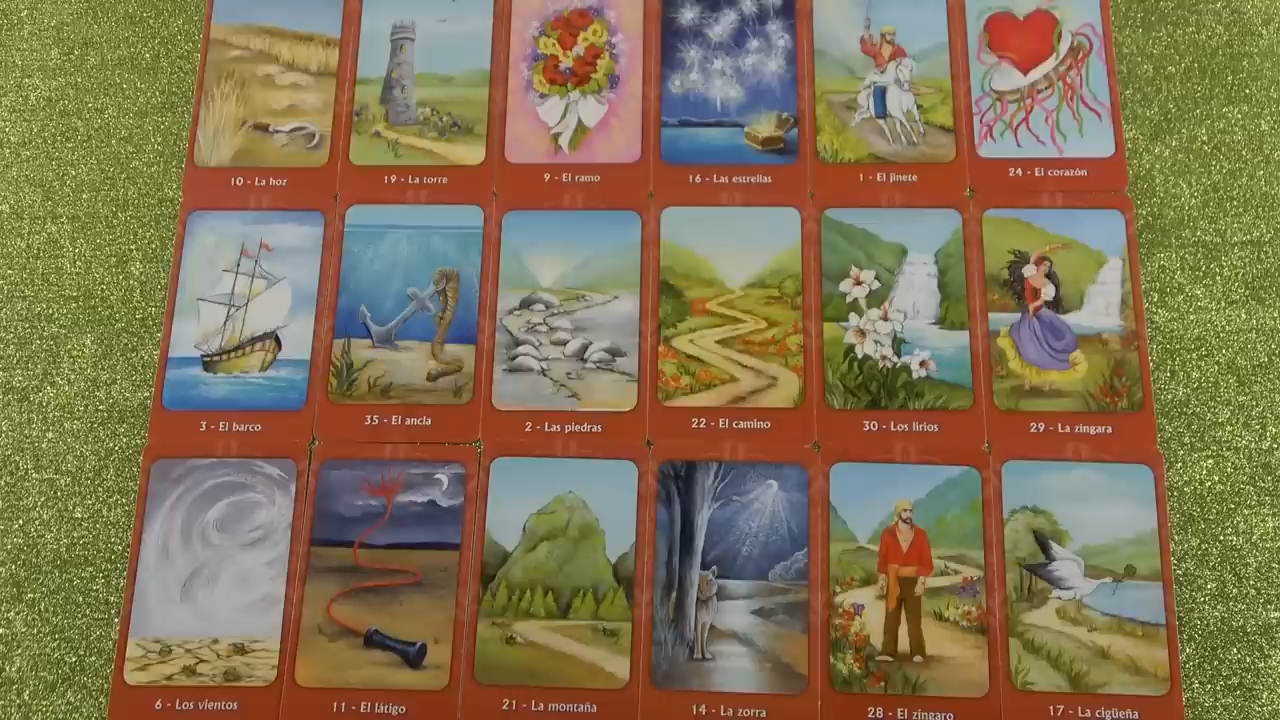 10 - La hoz
19 - La torre
9 - El ramo
16 - Las estrellas
1 - El jinete
24 - El corazón
3 - El barco
35 - El ancla
2 - Las piedras
22 - El camino
30 - Los lirios
29 - La zíngara
6 - Los vientos
11 - El látigo
21 - La montaña
14 - La zorra
28 - El zíngaro
17 - La cigüeña